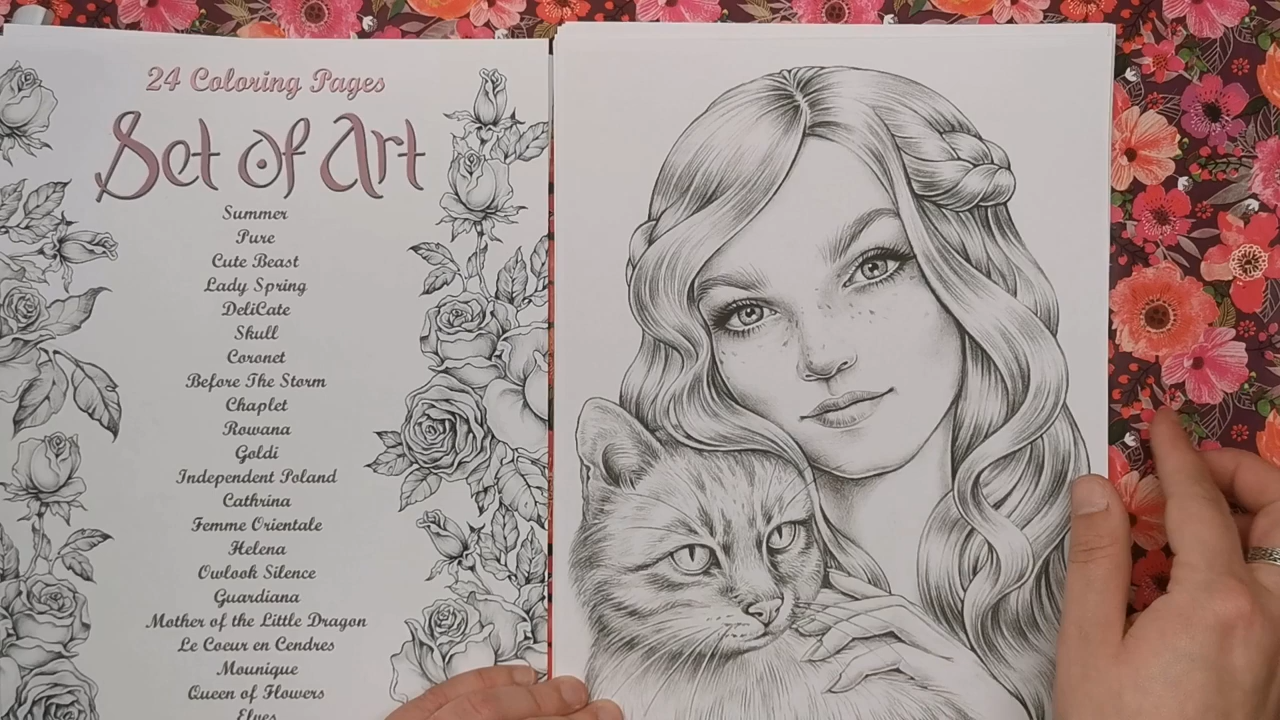 24 Coloring Pages
Set of Art
Summer
Pure
Cute Beast
Lady Spring
DeliCate
Skull
Coronet
Before The Storm
Chaplet
Rowana
Goldi
Independent Poland
Cathrina
Femme Orientale
Helena
Owlook Silence
Guardiana
Mother of the Little Dragon
Le Coeur en Cendres
Mounique
Queen of Flowers
Elves